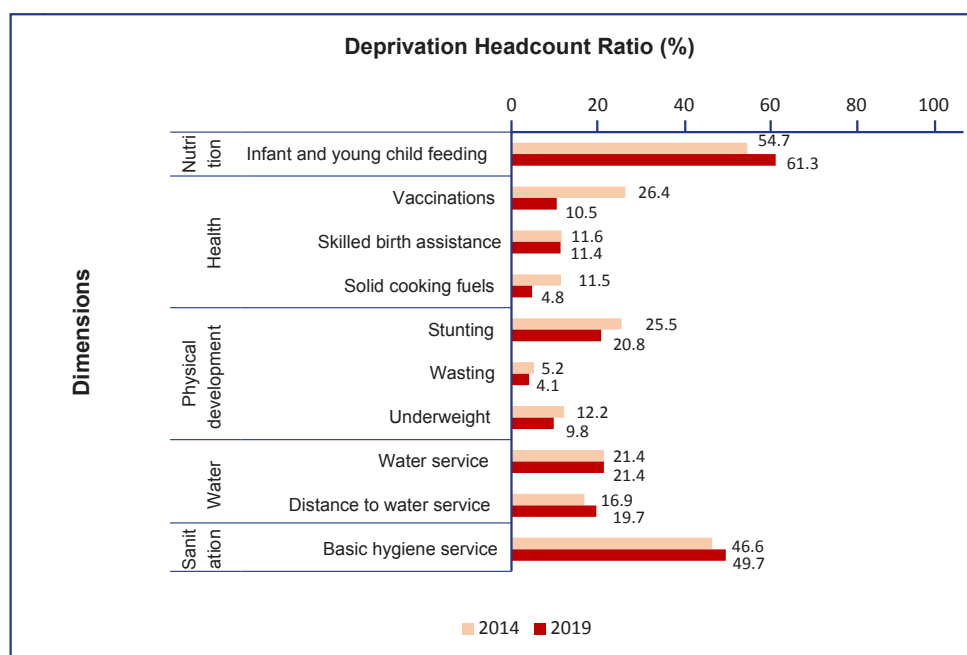 Deprivation Headcount Ratio (%)
0 20 40 60 80 100
Dimensions
Nutri
tion
Infant and young child feeding
54.7
61.3
Health
Vaccinations
26.4
10.5
Skilled birth assistance
11.6
11.4
Solid cooking fuels
11.5
4.8
Physical
development
Stunting
25.5
20.8
Wasting
5.2
4.1
Underweight
12.2
9.8
Water
Water service
21.4
21.4
Distance to water service
16.9
19.7
Sanit
ation
Basic hygiene service
46.6
49.7
2014 2019